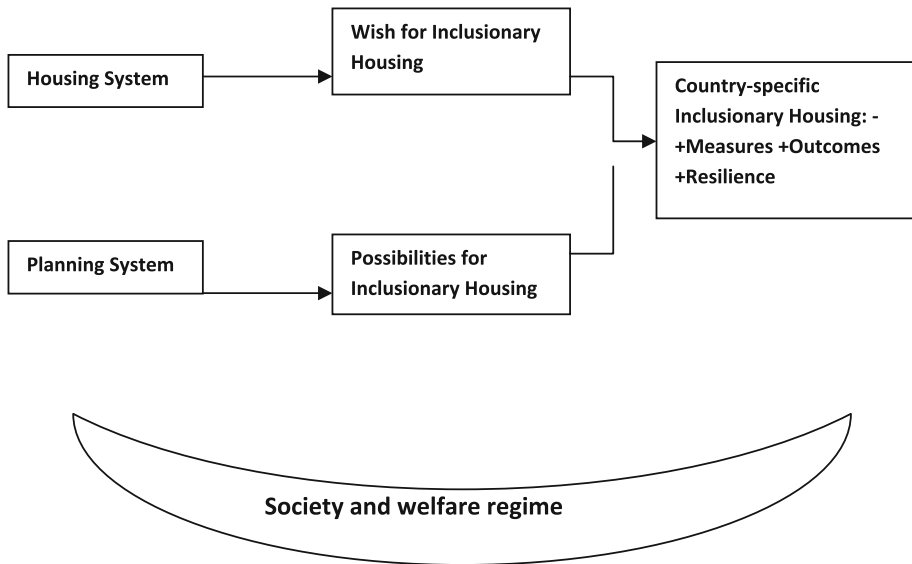 Housing System
Wish for Inclusionary
Housing
Country-specific
Inclusionary Housing: -
+Measures +Outcomes
+Resilience
Planning System
Possibilities for
Inclusionary Housing
Society and welfare regime